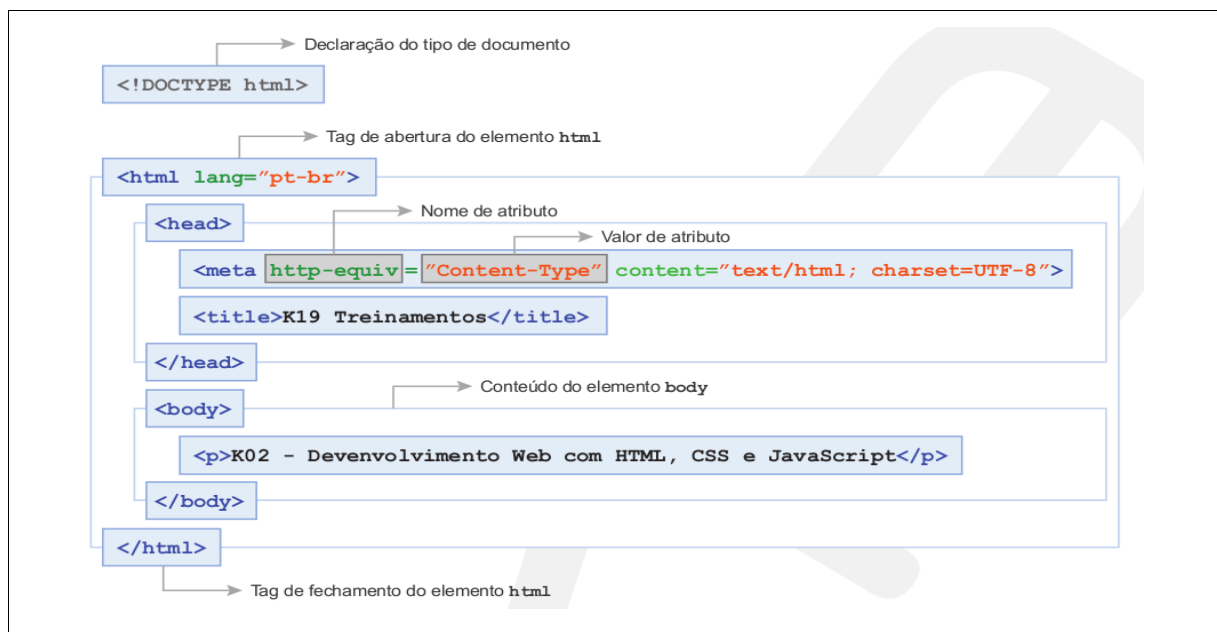 Declaração do tipo de documento
<!DOCTYPE html>
Tag de abertura do elemento html
<html lang="pt-br">
<head>
Nome de atributo
Valor de atributo
<meta http-equiv="Content-Type" content="text/html; charset=UTF-8">
<title>K19 Treinamentos</title>
</head>
Conteúdo do elemento body
<body>
<p>K02 - Devenvolvimento Web com HTML, CSS e JavaScript</p>
</body>
</html>
Tag de fechamento do elemento html